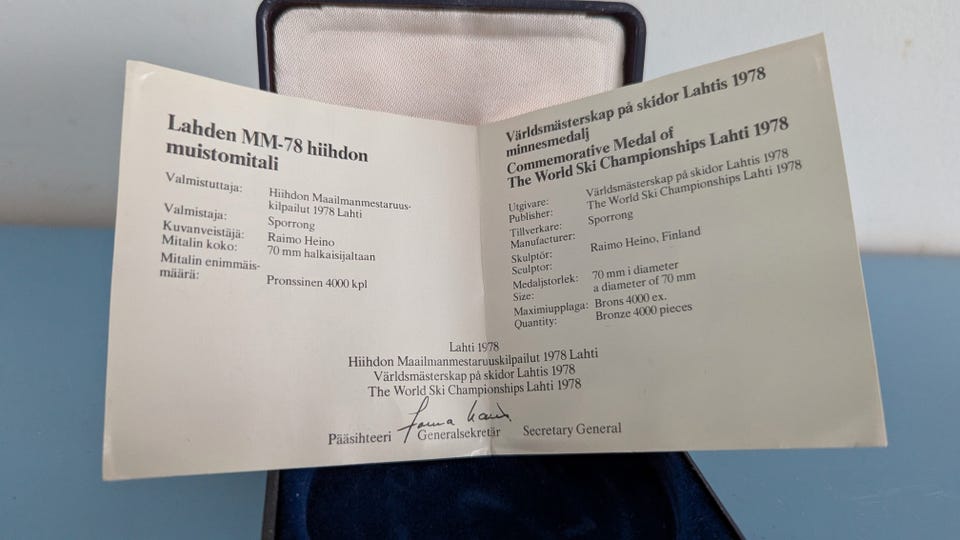 Lahden MM-78 hiihdon
muistomitali
Valmistuttaja: Hiihdon Maailmanmestaruus-
kilpailut 1978 Lahti
Valmistaja: Sporrong
Kuvanveistäjä: Raimo Heino
Mitalin koko: 70 mm halkaisijaltaan
Mitalin enimmäis-
määrä: Pronssinen 4000 kpl
Världsmästerskap på skidor Lahtis 1978
minnesmedalj
Commemorative Medal of
The World Ski Championships Lahti 1978
Utgivare: Världsmästerskap på skidor Lahtis 1978
Publisher: The World Ski Championships Lahti 1978
Tillverkare: Sporrong
Manufacturer:
Skulptör: Raimo Heino, Finland
Sculptor:
Medaljstorlek: 70 mm i diameter
Size: a diameter of 70 mm
Maximiupplaga: Brons 4000 ex.
Quantity: Bronze 4000 pieces
Lahti 1978
Hiihdon Maailmanmestaruuskilpailut 1978 Lahti
Världsmästerskap på skidor Lahtis 1978
The World Ski Championships Lahti 1978
Pääsihteeri Generalsekretär Secretary General